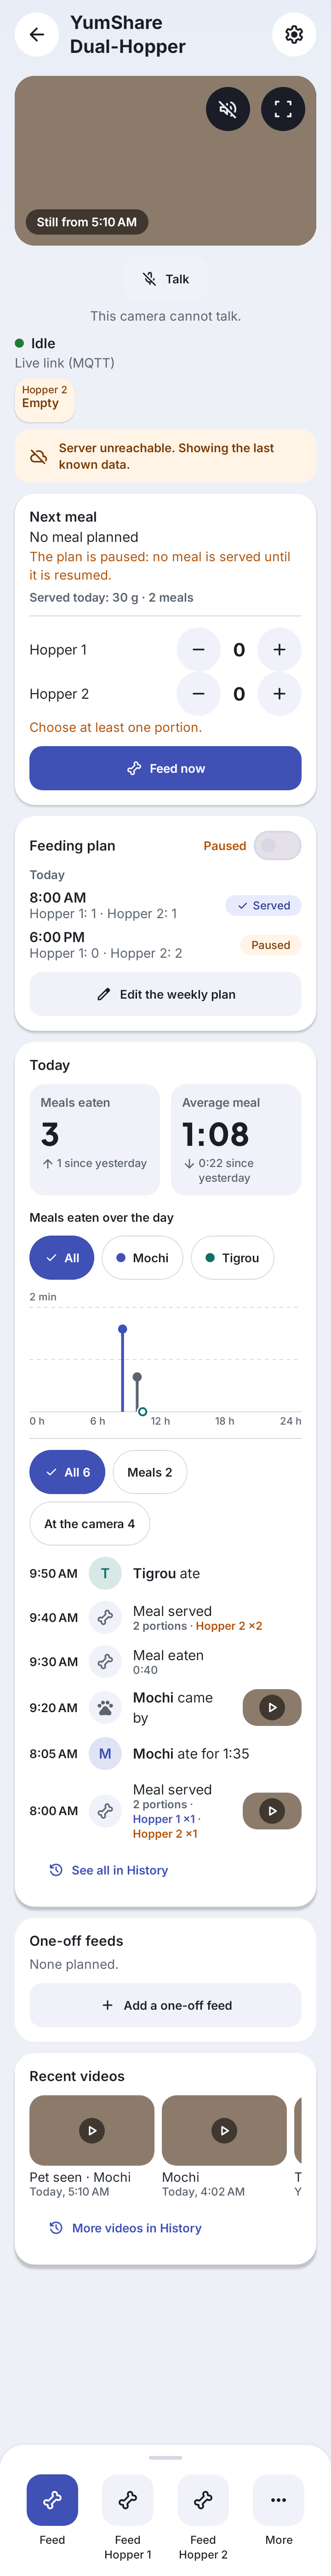 YumShare
Dual-Hopper
Still from 5:10 AM
Talk
This camera cannot talk.
Idle
Live link (MQTT)
Hopper 2
Empty
Server unreachable. Showing the last
known data.
Next meal
No meal planned
The plan is paused: no meal is served until
it is resumed.
Served today: 30 g · 2 meals
Hopper 1
0
Hopper 2
0
Choose at least one portion.
Feed now
Feeding plan
Paused
Today
8:00 AM
Hopper 1: 1 · Hopper 2: 1
Served
6:00 PM
Hopper 1: 0 · Hopper 2: 2
Paused
Edit the weekly plan
Today
Meals eaten
3
1 since yesterday
Average meal
1:08
0:22 since
yesterday
Meals eaten over the day
All
Mochi
Tigrou
2 min
0 h 6 h 12 h 18 h 24 h
All 6
Meals 2
At the camera 4
9:50 AM T Tigrou ate
9:40 AM Meal served
2 portions · Hopper 2 ×2
9:30 AM Meal eaten
0:40
9:20 AM Mochi came
by
8:05 AM M Mochi ate for 1:35
8:00 AM Meal served
2 portions ·
Hopper 1 ×1 ·
Hopper 2 ×1
See all in History
One-off feeds
None planned.
Add a one-off feed
Recent videos
Pet seen · Mochi
Today, 5:10 AM
Mochi
Today, 4:02 AM
T
Y
More videos in History
Feed
Feed
Hopper 1
Feed
Hopper 2
More